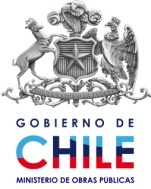 GOBIERNO DE
CHILE
MINISTERIO DE OBRAS PUBLICAS